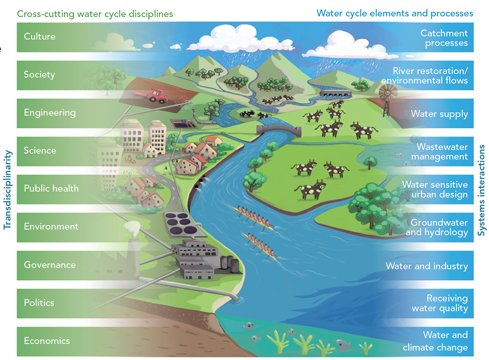 Cross-cutting water cycle disciplines
Water cycle elements and processes
Culture
Society
Engineering
Science
Public health
Environment
Governance
Politics
Economics
Catchment
processes
River restoration/
environmental flows
Water supply
Wastewater
management
Water sensitive
urban design
Groundwater
and hydrology
Water and industry
Receiving
water quality
Water and
climate change
Transdisciplinarity
Systems interactions